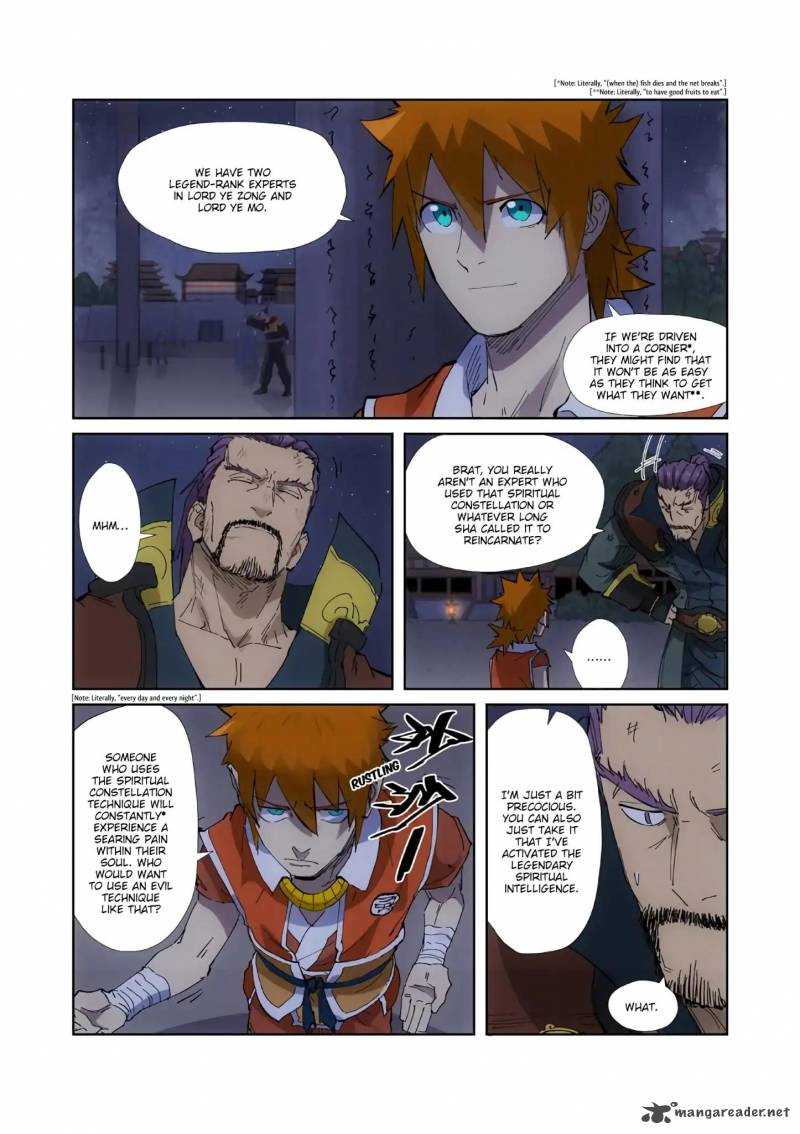 [*Note: Literally, "(when the) fish dies and the net breaks".]
[**Note: Literally, "to have good fruits to eat".]
WE HAVE TWO
LEGEND-RANK EXPERTS
IN LORD YE ZONG AND
LORD YE MO.
IF WE'RE DRIVEN
INTO A CORNER*,
THEY MIGHT FIND THAT
IT WON'T BE AS EASY
AS THEY THINK TO GET
WHAT THEY WANT**.
MHM...
BRAT, YOU REALLY
AREN'T AN EXPERT WHO
USED THAT SPIRITUAL
CONSTELLATION OR
WHATEVER LONG
SHA CALLED IT TO
REINCARNATE?
......
[Note: Literally, "every day and every night".]
SOMEONE
WHO USES
THE SPIRITUAL
CONSTELLATION
TECHNIQUE WILL
CONSTANTLY*
EXPERIENCE A
SEARING PAIN
WITHIN THEIR
SOUL. WHO
WOULD WANT
TO USE AN EVIL
TECHNIQUE
LIKE THAT?
RUSTLING
I'M JUST A BIT
PRECOCIOUS.
YOU CAN ALSO
JUST TAKE IT
THAT I'VE
ACTIVATED THE
LEGENDARY
SPIRITUAL
INTELLIGENCE.
WHAT.
mangareader.net